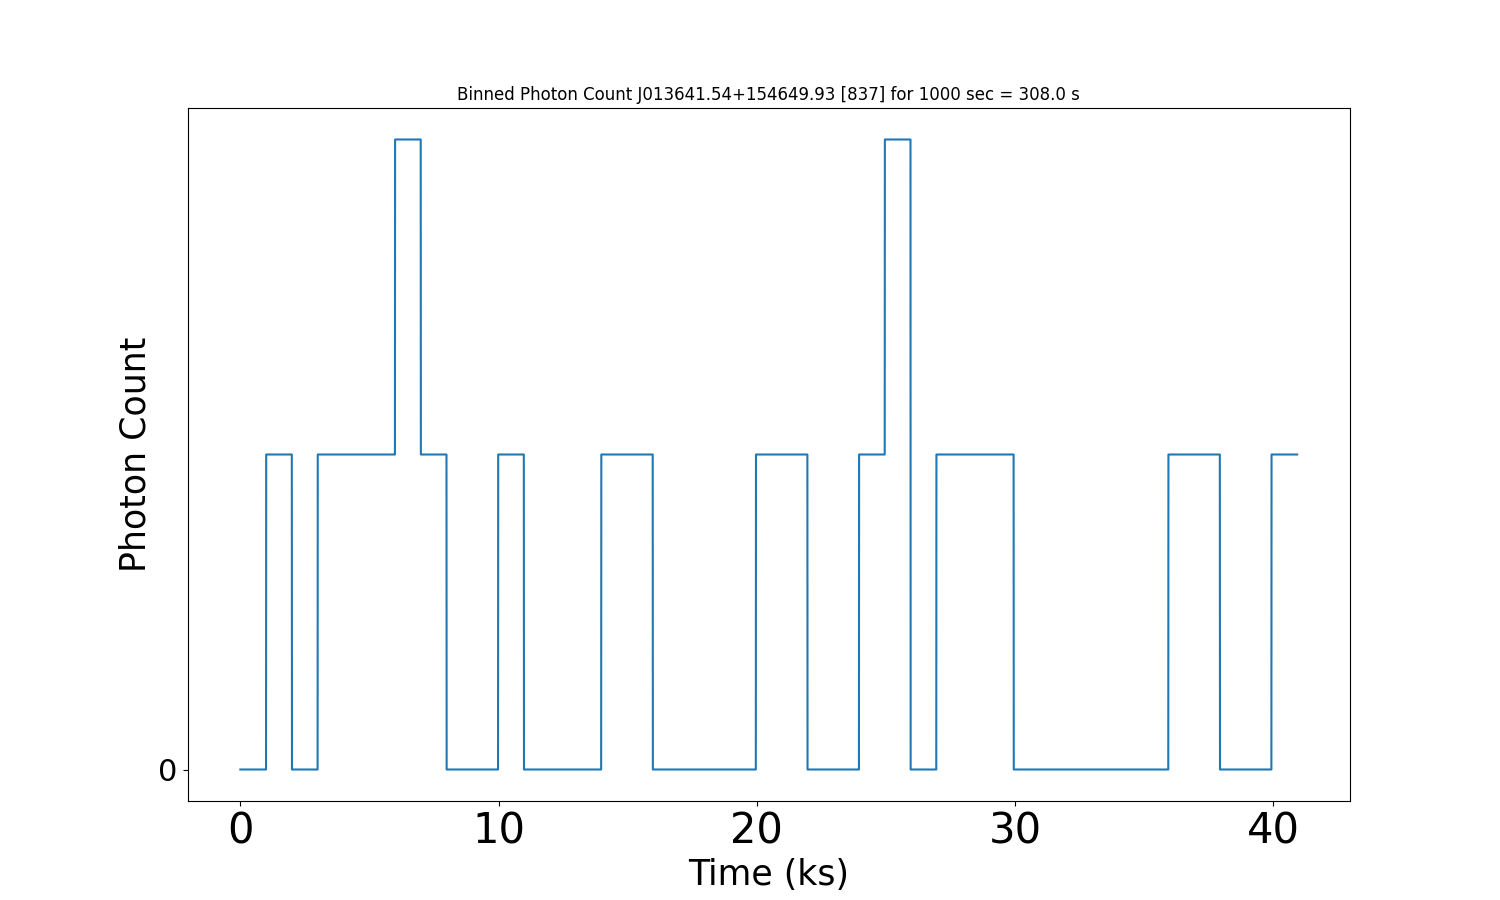 Binned Photon Count J013641.54+154649.93 [837] for 1000 sec = 308.0 s
Photon Count
0
0 10 20 30 40
Time (ks)